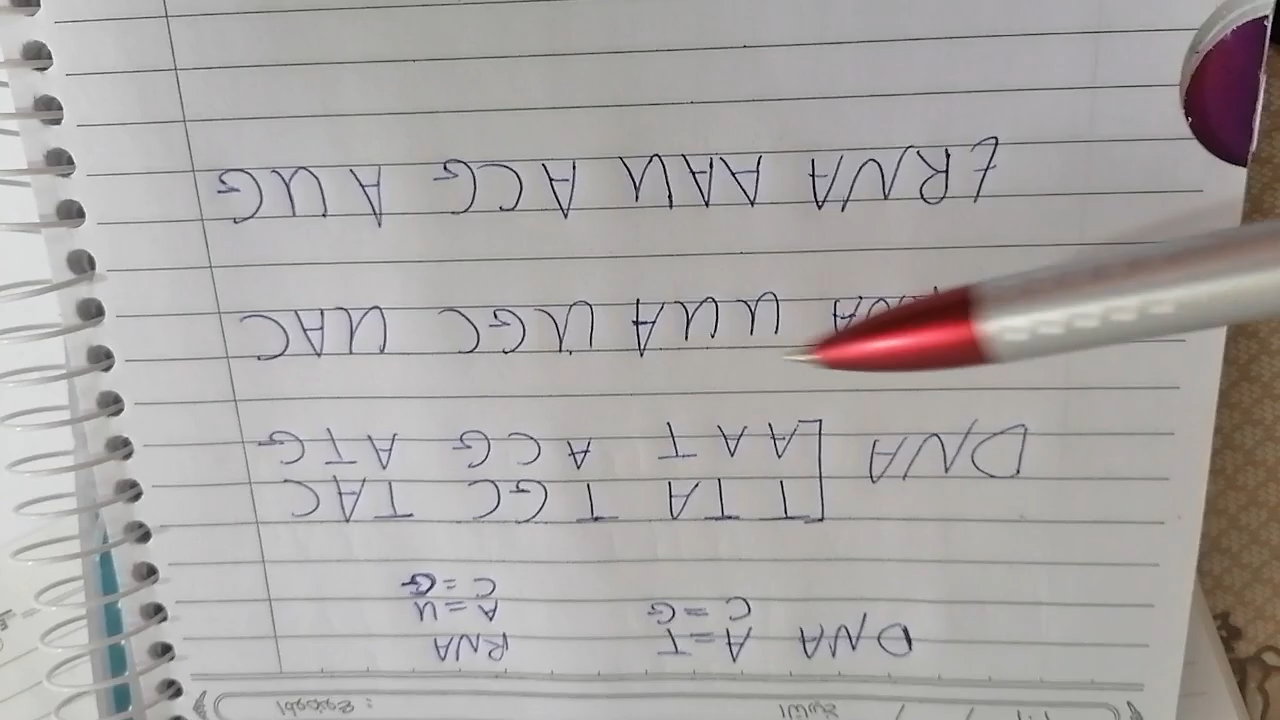 DNA A=T RNA
C=G A=U
C=G
[TTA TGC TAC
DNA [AAT ACG ATG
UUA UGC UAC
tRNA AAU ACG AUG